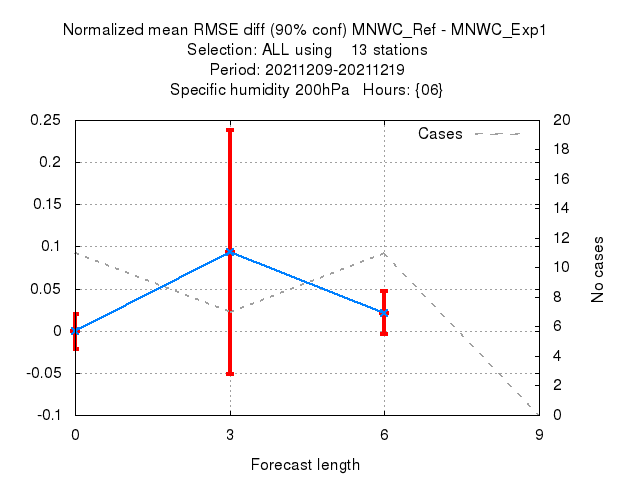 Normalized mean RMSE diff (90% conf) MNWC_Ref - MNWC_Exp1
Selection: ALL using 13 stations
Period: 20211209-20211219
Specific humidity 200hPa Hours: {06}
Cases
0.25
0.2
0.15
0.1
0.05
0
-0.05
-0.1
20
18
16
14
12
10
8
6
4
2
0
No cases
0 3 6 9
Forecast length